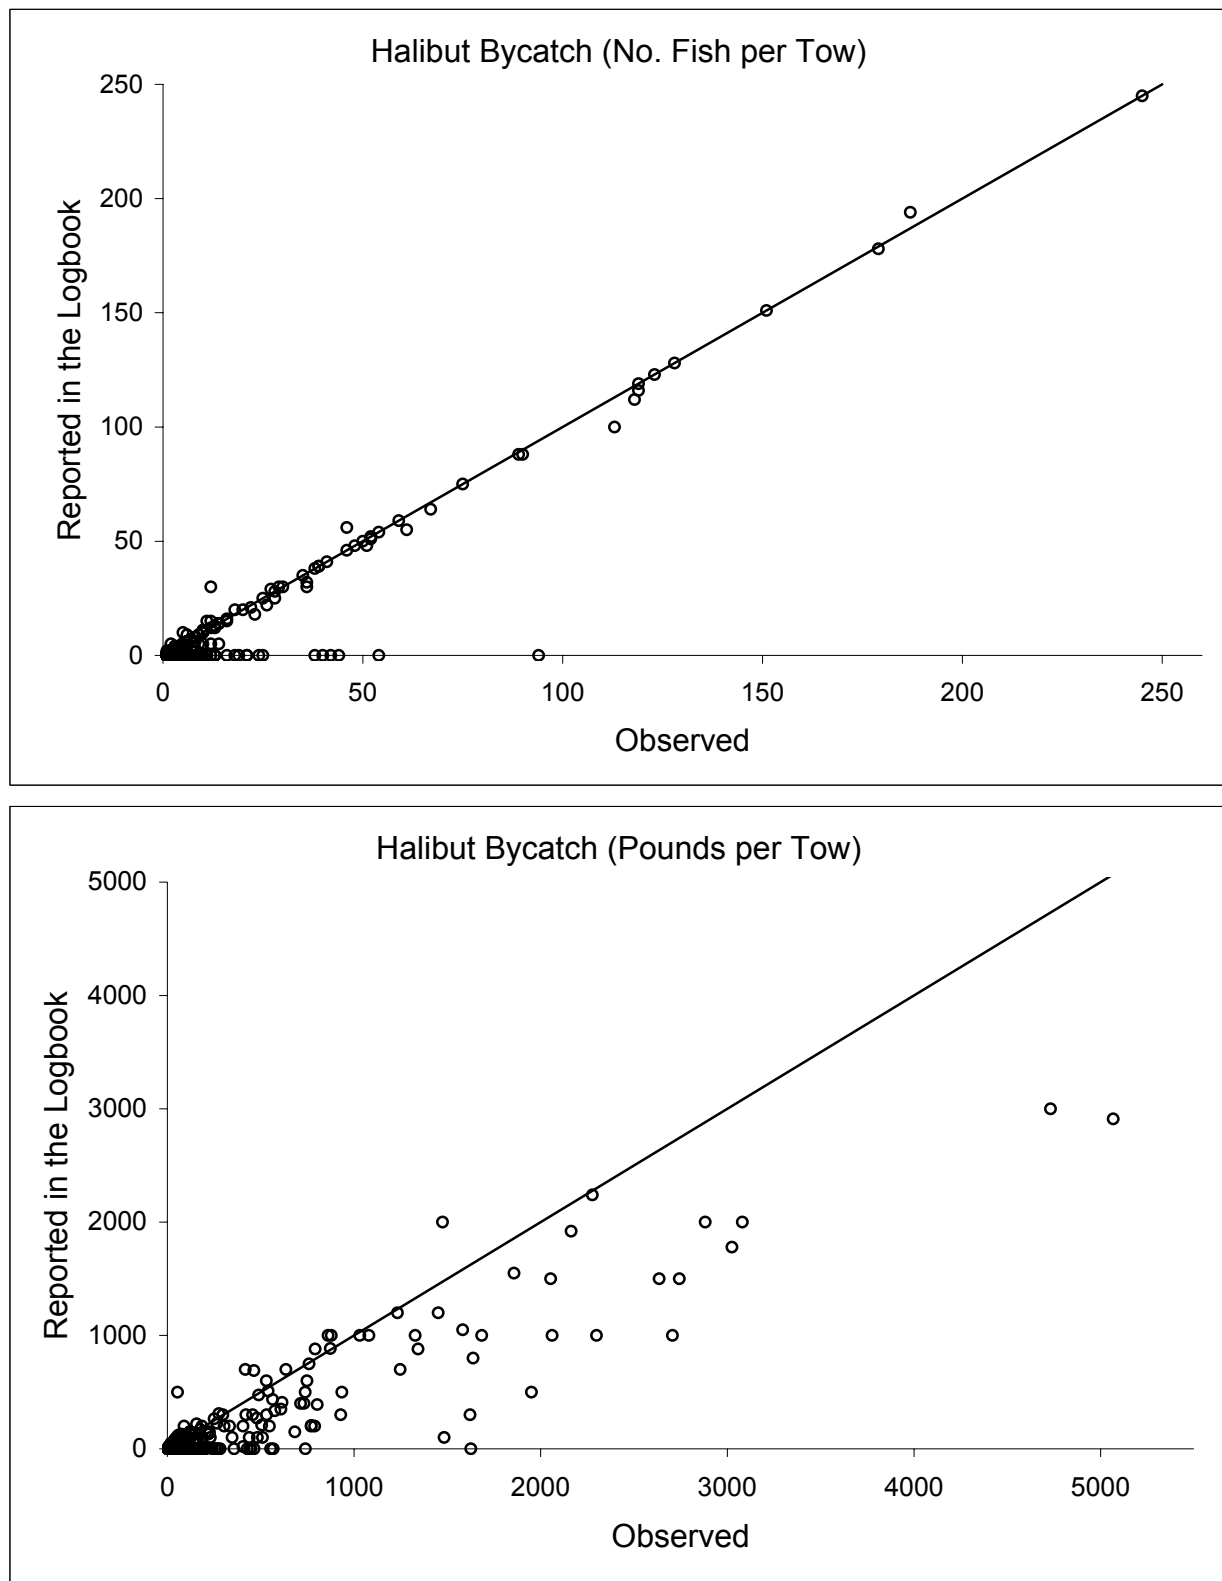 Halibut Bycatch (No. Fish per Tow)
250
200
150
100
50
0
Reported in the Logbook
0 50 100 150 200 250
Observed
Halibut Bycatch (Pounds per Tow)
5000
4000
3000
2000
1000
0
Reported in the Logbook
0 1000 2000 3000 4000 5000
Observed